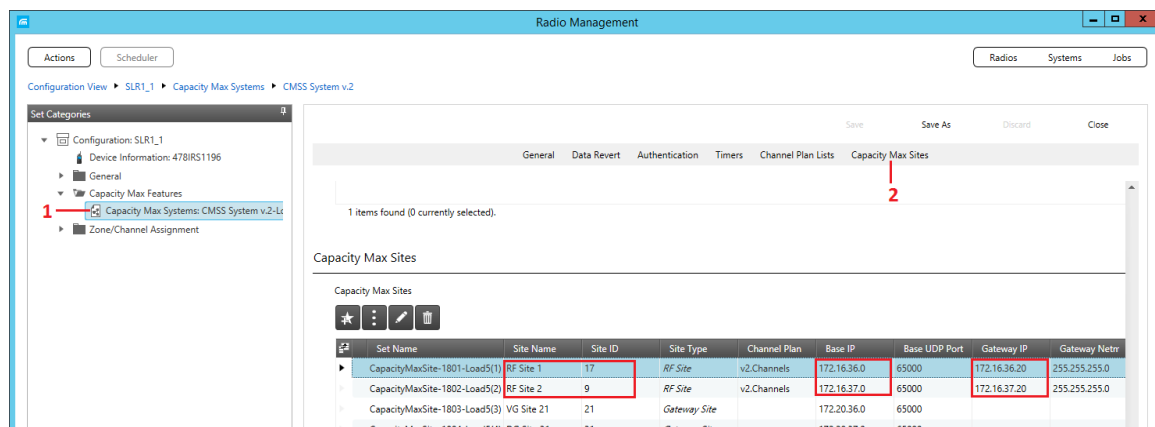 Radio Management
Actions Scheduler Radios Systems Jobs
Configuration View SLR1_1 Capacity Max Systems CMSS System v.2
Set Categories
Configuration: SLR1_1
Device Information: 478IRS1196
General
Capacity Max Features
1 Capacity Max Systems: CMSS System v.2-Lo
Zone/Channel Assignment
Save Save As Discard Close
General Data Revert Authentication Timers Channel Plan Lists Capacity Max Sites
2
1 items found (0 currently selected).
Capacity Max Sites
Capacity Max Sites
Set Name Site Name Site ID Site Type Channel Plan Base IP Base UDP Port Gateway IP Gateway Netm
CapacityMaxSite-1801-Load5(1) RF Site 1 17 RF Site v2.Channels 172.16.36.0 65000 172.16.36.20 255.255.255.0
CapacityMaxSite-1802-Load5(2) RF Site 2 9 RF Site v2.Channels 172.16.37.0 65000 172.16.37.20 255.255.255.0
CapacityMaxSite-1803-Load5(3) VG Site 21 21 Gateway Site 172.20.36.0 65000